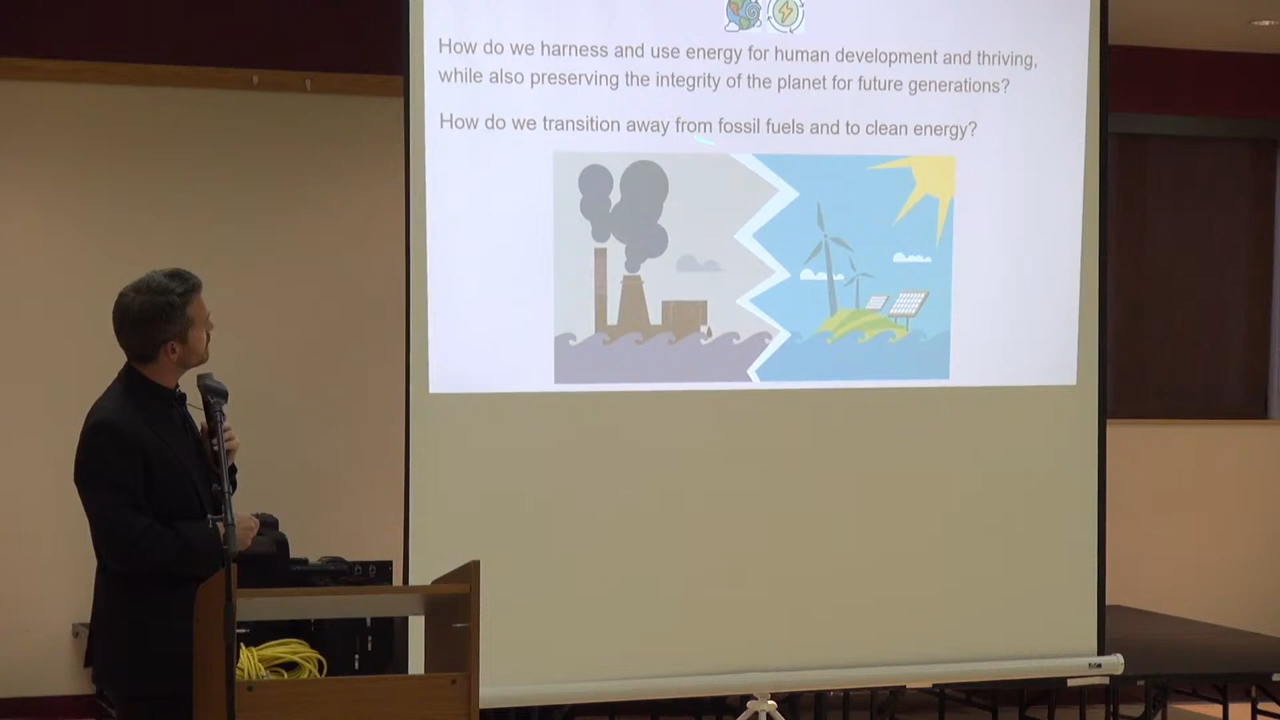 How do we harness and use energy for human development and thriving,
while also preserving the integrity of the planet for future generations?
How do we transition away from fossil fuels and to clean energy?